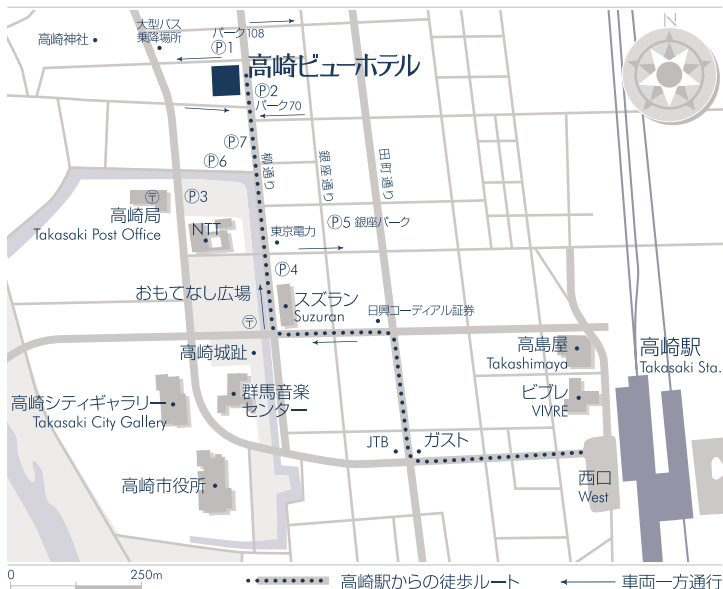 N
大型バス
乗降場所
高崎神社
パーク108
Ⓟ1
高崎ビューホテル
Ⓟ2
パーク70
Ⓟ7
Ⓟ6
柳通り
銀座通り
田町通り
〒
Ⓟ3
高崎局
Takasaki Post Office
NTT
東京電力
Ⓟ5 銀座パーク
Ⓟ4
おもてなし広場
スズラン
Suzuran
日興コーディアル証券
〒
高崎城趾
高島屋
Takashimaya
高崎駅
Takasaki Sta.
高崎シティギャラリー
Takasaki City Gallery
群馬音楽
センター
ビブレ
VIVRE
JTB
ガスト
高崎市役所
西口
West
0
250m
高崎駅からの徒歩ルート
車両一方通行